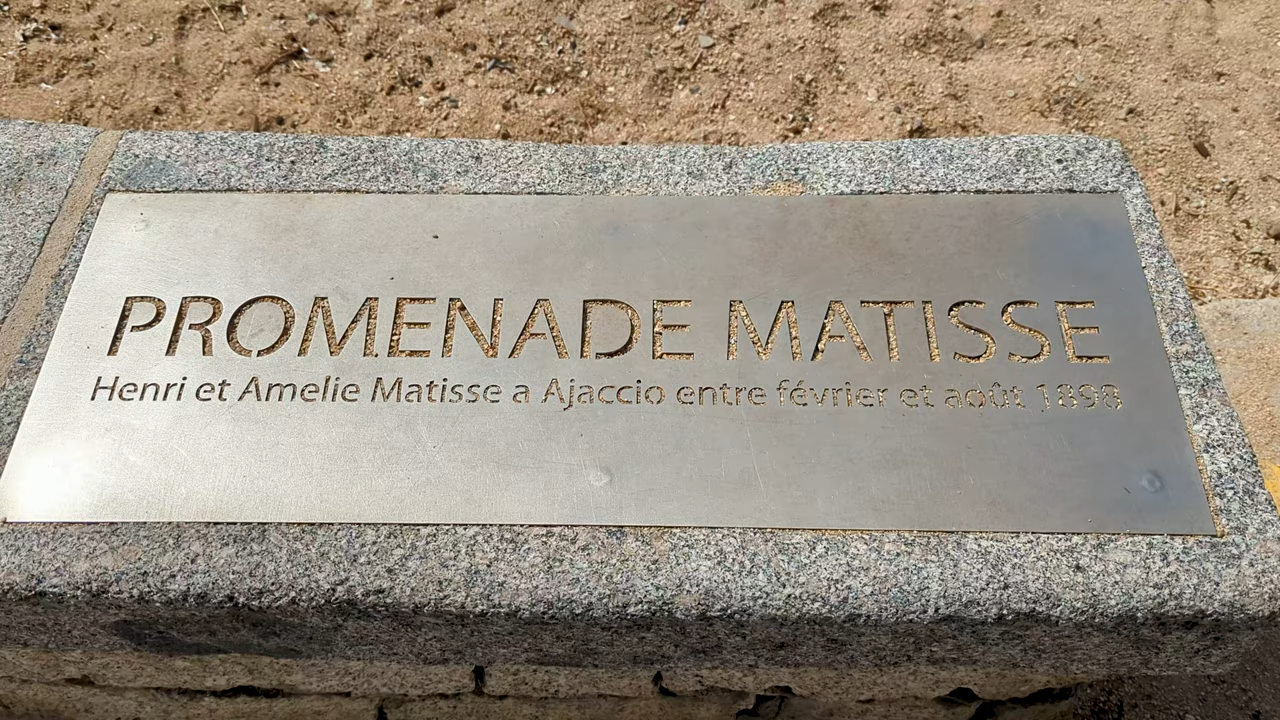 PROMENADE MATISSE
Henri et Amelie Matisse a Ajaccio entre février et août 1898